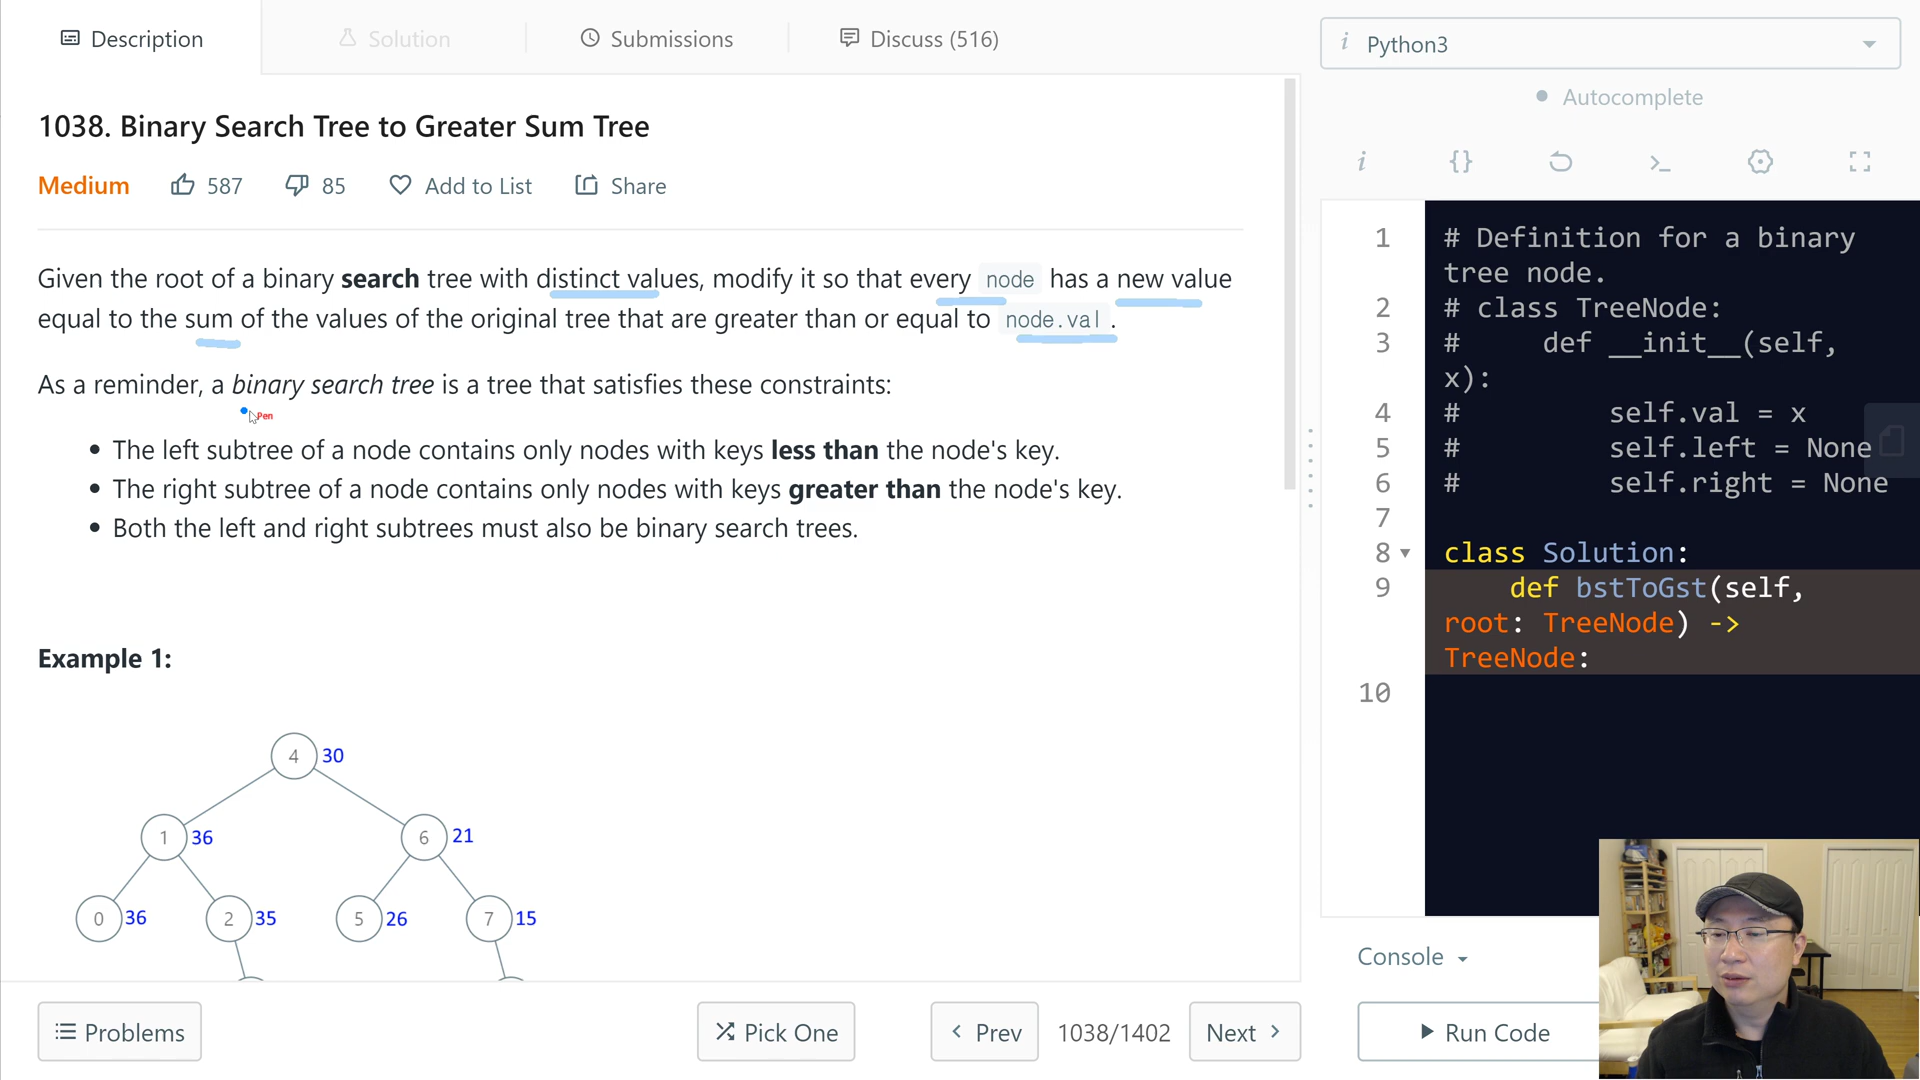 Description
Solution
Submissions
Discuss (516)
i Python3
Autocomplete
1038. Binary Search Tree to Greater Sum Tree
Medium 587 85 Add to List Share
i {} >_
Given the root of a binary search tree with distinct values, modify it so that every node has a new value
equal to the sum of the values of the original tree that are greater than or equal to node.val .
As a reminder, a binary search tree is a tree that satisfies these constraints:
Pen
• The left subtree of a node contains only nodes with keys less than the node's key.
• The right subtree of a node contains only nodes with keys greater than the node's key.
• Both the left and right subtrees must also be binary search trees.
Example 1:
4 30
1 36
6 21
0 36
2 35
5 26
7 15
1 # Definition for a binary
tree node.
2 # class TreeNode:
3 #     def __init__(self,
x):
4 #         self.val = x
5 #         self.left = None
6 #         self.right = None
7
8 class Solution:
9     def bstToGst(self,
root: TreeNode) ->
TreeNode:
10
Console
Problems
Pick One
Prev
1038/1402
Next
Run Code